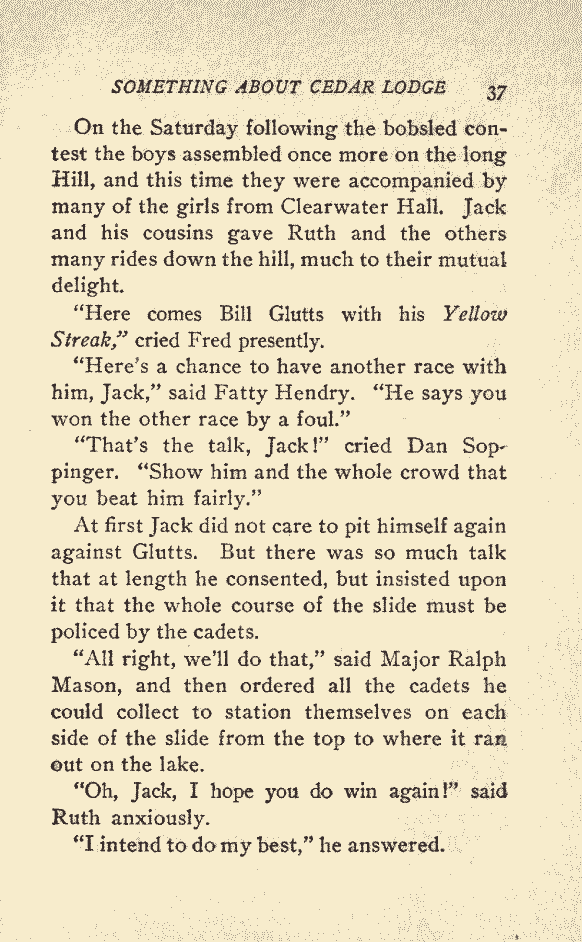 SOMETHING ABOUT CEDAR LODGE 37
On the Saturday following the bobsled con-
test the boys assembled once more on the long
Hill, and this time they were accompanied by
many of the girls from Clearwater Hall. Jack
and his cousins gave Ruth and the others
many rides down the hill, much to their mutual
delight.
"Here comes Bill Glutts with his Yellow
Streak," cried Fred presently.
"Here's a chance to have another race with
him, Jack," said Fatty Hendry. "He says you
won the other race by a foul."
"That's the talk, Jack!" cried Dan Sop-
pinger. "Show him and the whole crowd that
you beat him fairly."
At first Jack did not care to pit himself again
against Glutts. But there was so much talk
that at length he consented, but insisted upon
it that the whole course of the slide must be
policed by the cadets.
"All right, we'll do that," said Major Ralph
Mason, and then ordered all the cadets he
could collect to station themselves on each
side of the slide from the top to where it ran
out on the lake.
"Oh, Jack, I hope you do win again!" said
Ruth anxiously.
"I intend to do my best," he answered.